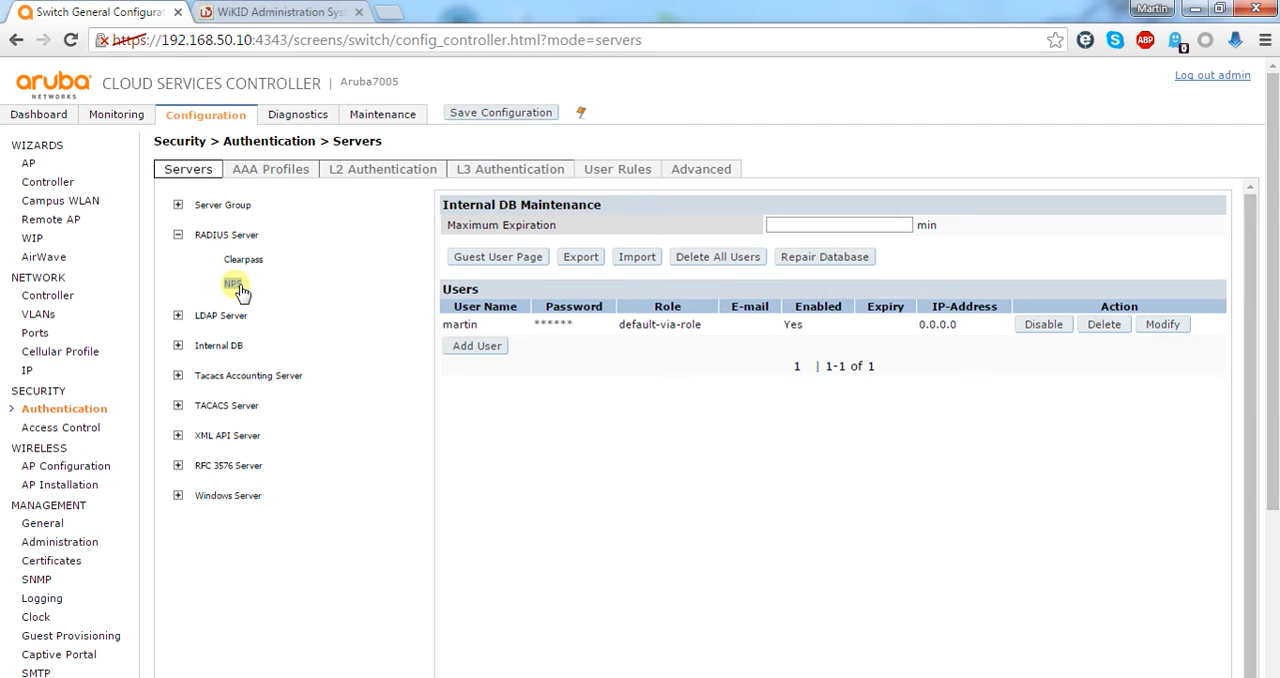 Switch General Configurat
WiKID Administration Syst
Martin
https://192.168.50.10:4343/screens/switch/config_controller.html?mode=servers
ABP
0
aruba
NETWORKS
CLOUD SERVICES CONTROLLER | Aruba7005
Log out admin
Dashboard Monitoring Configuration Diagnostics Maintenance Save Configuration
WIZARDS
AP
Controller
Campus WLAN
Remote AP
WIP
AirWave
NETWORK
Controller
VLANs
Ports
Cellular Profile
IP
SECURITY
Authentication
Access Control
WIRELESS
AP Configuration
AP Installation
MANAGEMENT
General
Administration
Certificates
SNMP
Logging
Clock
Guest Provisioning
Captive Portal
SMTP
Security > Authentication > Servers
Servers AAA Profiles L2 Authentication L3 Authentication User Rules Advanced
Server Group
RADIUS Server
Clearpass
NPS
LDAP Server
Internal DB
Tacacs Accounting Server
TACACS Server
XML API Server
RFC 3576 Server
Windows Server
Internal DB Maintenance
Maximum Expiration min
Guest User Page Export Import Delete All Users Repair Database
Users
User Name Password Role E-mail Enabled Expiry IP-Address Action
martin ****** default-via-role Yes 0.0.0.0 Disable Delete Modify
Add User
1 | 1-1 of 1